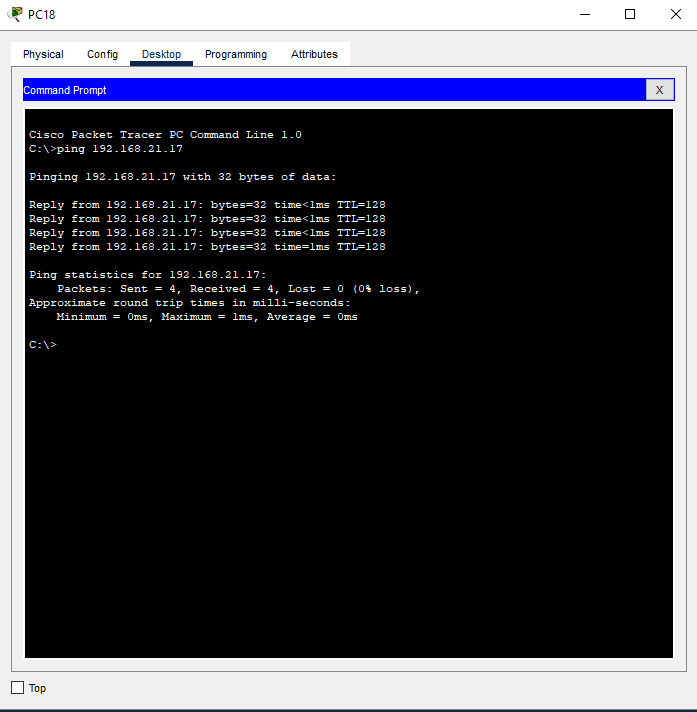 PC18
Physical Config Desktop Programming Attributes
Command Prompt X
Cisco Packet Tracer PC Command Line 1.0
C:\>ping 192.168.21.17
Pinging 192.168.21.17 with 32 bytes of data:
Reply from 192.168.21.17: bytes=32 time<1ms TTL=128
Reply from 192.168.21.17: bytes=32 time<1ms TTL=128
Reply from 192.168.21.17: bytes=32 time<1ms TTL=128
Reply from 192.168.21.17: bytes=32 time=1ms TTL=128
Ping statistics for 192.168.21.17:
    Packets: Sent = 4, Received = 4, Lost = 0 (0% loss),
Approximate round trip times in milli-seconds:
    Minimum = 0ms, Maximum = 1ms, Average = 0ms
C:\>
Top